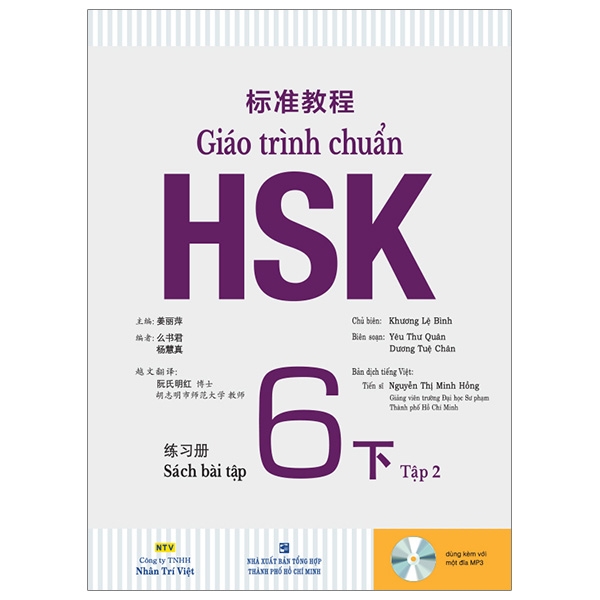 标准教程
Giáo trình chuẩn
HSK
主编: 姜丽萍
编者: 么书君
杨慧真
越文翻译:
阮氏明红 博士
胡志明市师范大学 教师
Chủ biên: Khương Lệ Bình
Biên soạn: Yêu Thư Quân
Dương Tuệ Chân
Bản dịch tiếng Việt:
Tiến sĩ Nguyễn Thị Minh Hồng
Giảng viên trường Đại học Sư phạm
Thành phố Hồ Chí Minh
练习册
Sách bài tập
6下
Tập 2
NTV
Công ty TNHH
Nhân Trí Việt
NHÀ XUẤT BẢN TỔNG HỢP
THÀNH PHỐ HỒ CHÍ MINH
dùng kèm với
một đĩa MP3